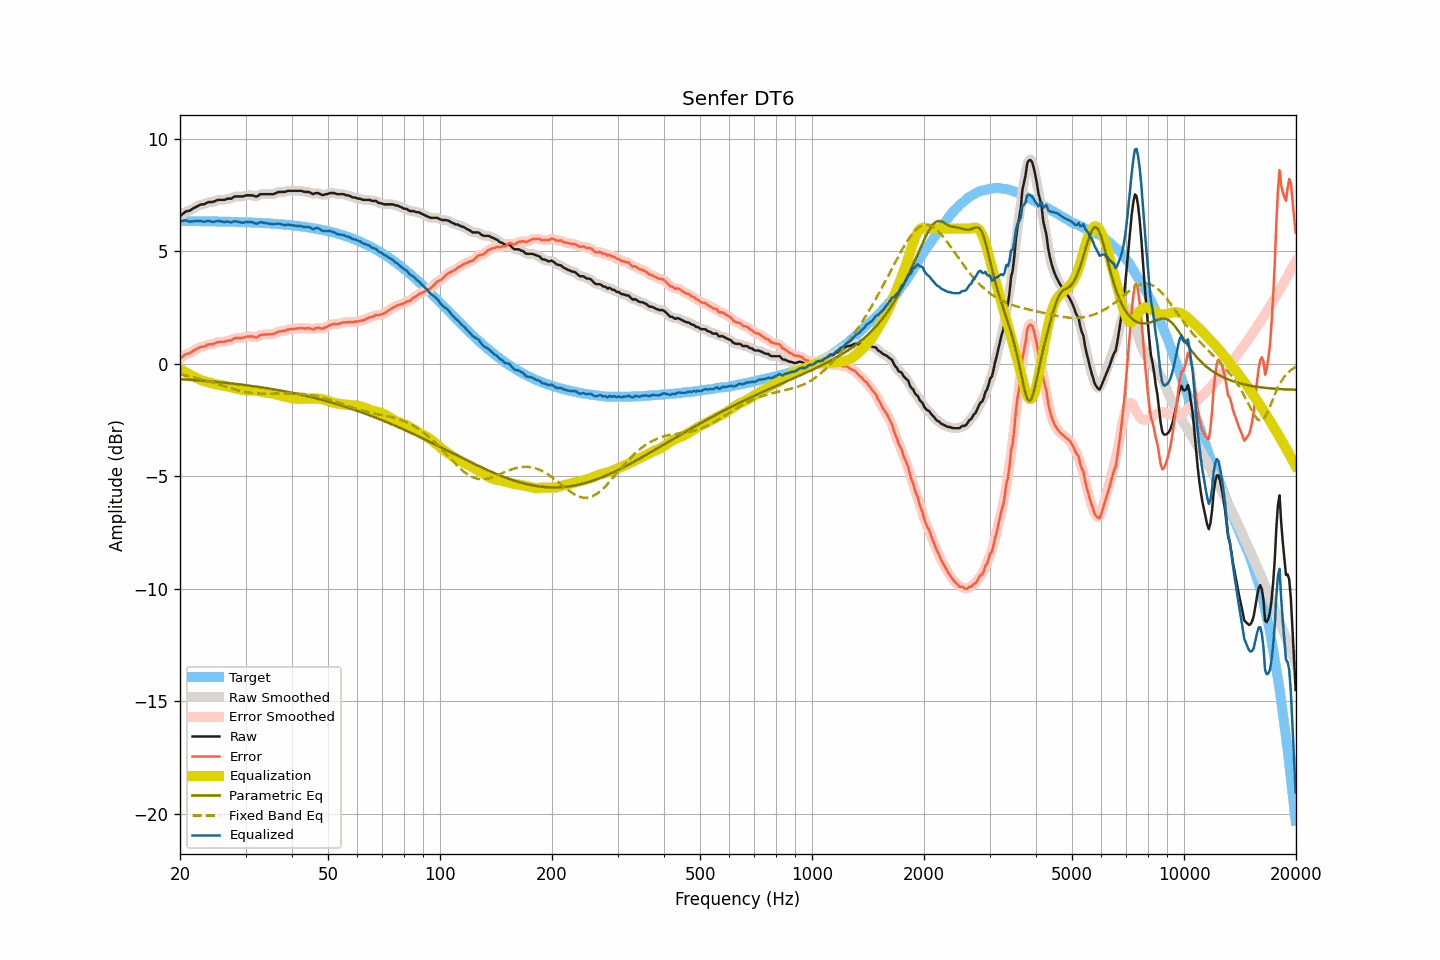 Senfer DT6
10
5
0
−5
−10
−15
−20
Amplitude (dBr)
Target
Raw Smoothed
Error Smoothed
Raw
Error
Equalization
Parametric Eq
Fixed Band Eq
Equalized
20 50 100 200 500 1000 2000 5000 10000 20000
Frequency (Hz)